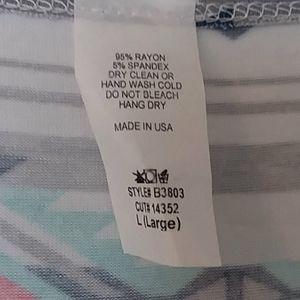 95% RAYON
5% SPANDEX
DRY CLEAN OR
HAND WASH COLD
DO NOT BLEACH
HANG DRY
MADE IN USA
STYLE# B3803
CUT# 14352
L (Large)